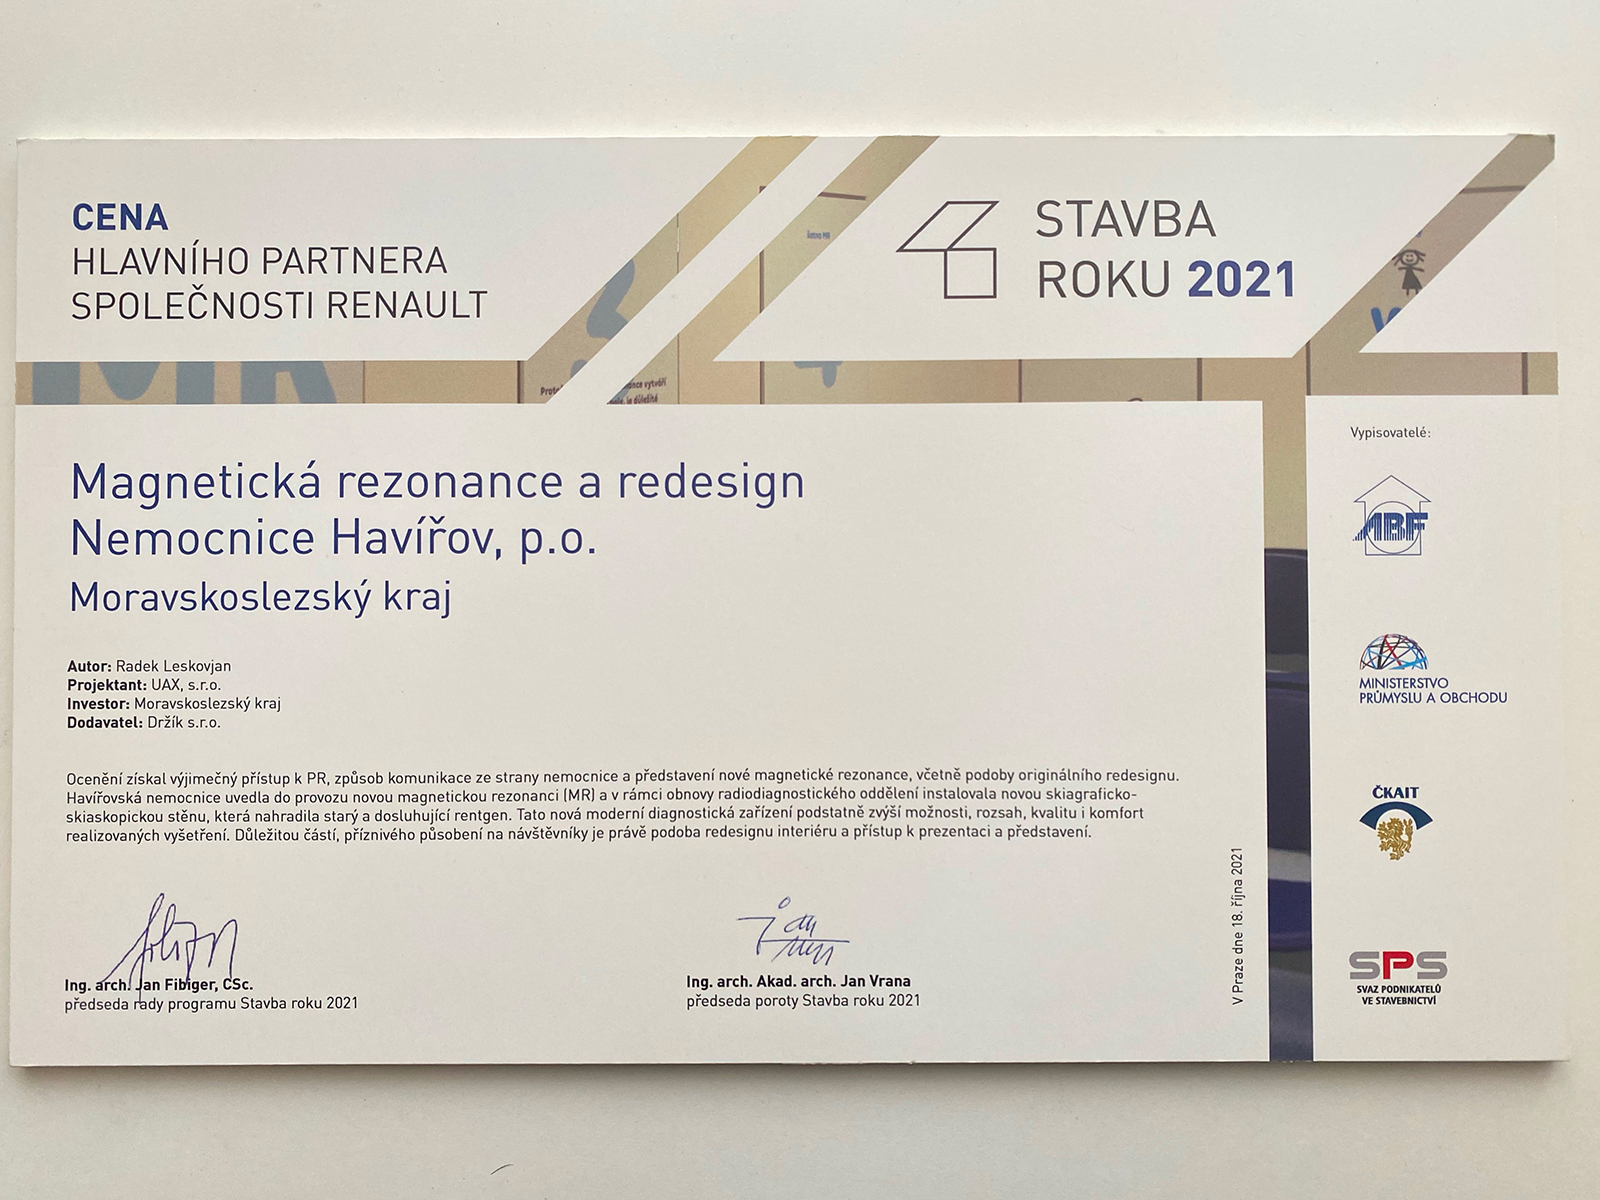 CENA
HLAVNÍHO PARTNERA
SPOLEČNOSTI RENAULT
STAVBA
ROKU 2021
MR
Magnetická rezonance a redesign
Nemocnice Havířov, p.o.
Moravskoslezský kraj
Autor: Radek Leskovjan
Projektant: UAX, s.r.o.
Investor: Moravskoslezský kraj
Dodavatel: Držík s.r.o.
Ocenění získal výjimečný přístup k PR, způsob komunikace ze strany nemocnice a představení nové magnetické rezonance, včetně podoby originálního redesignu.
Havířovská nemocnice uvedla do provozu novou magnetickou rezonanci (MR) a v rámci obnovy radiodiagnostického oddělení instalovala novou skiagraficko-
skiaskopickou stěnu, která nahradila starý a dosluhující rentgen. Tato nová moderní diagnostická zařízení podstatně zvýší možnosti, rozsah, kvalitu i komfort
realizovaných vyšetření. Důležitou částí, příznivého působení na návštěvníky je právě podoba redesignu interiéru a přístup k prezentaci a představení.
Ing. arch. Jan Fibiger, CSc.
předseda rady programu Stavba roku 2021
Ing. arch. Akad. arch. Jan Vrana
předseda poroty Stavba roku 2021
V Praze dne 18. října 2021
Vypisovatelé:
ABF
MINISTERSTVO
PRŮMYSLU A OBCHODU
ČKAIT
SPS
SVAZ PODNIKATELŮ
VE STAVEBNICTVÍ